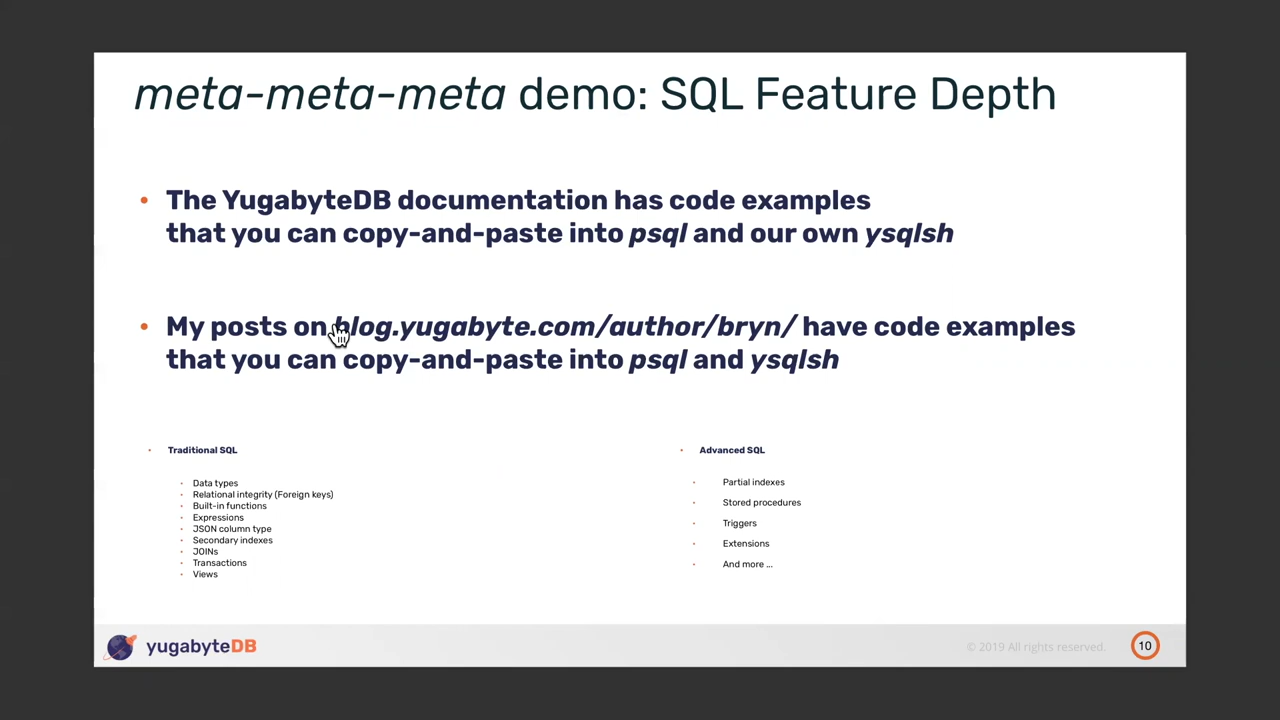 meta-meta-meta demo: SQL Feature Depth
• The YugabyteDB documentation has code examples
that you can copy-and-paste into psql and our own ysqlsh
• My posts on blog.yugabyte.com/author/bryn/ have code examples
that you can copy-and-paste into psql and ysqlsh
• Traditional SQL
• Data types
• Relational integrity (Foreign keys)
• Built-in functions
• Expressions
• JSON column type
• Secondary indexes
• JOINs
• Transactions
• Views
• Advanced SQL
• Partial indexes
• Stored procedures
• Triggers
• Extensions
• And more ...
yugabyteDB
© 2019 All rights reserved.
10